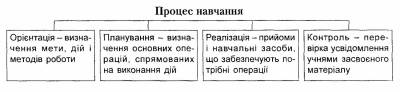 Процес навчання
Орієнтація – визна-
чення мети, дій і
методів роботи
Планування – визна-
чення основних опе-
рацій, спрямованих
на виконання дій
Реалізація – прийоми
і навчальні засоби,
що забезпечують по-
трібні операції
Контроль – пере-
вірка усвідомлення
учнями засвоєного
матеріалу